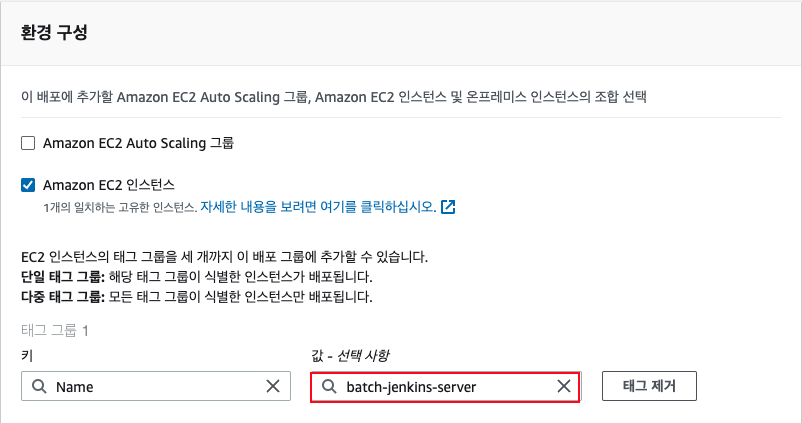 환경 구성
이 배포에 추가할 Amazon EC2 Auto Scaling 그룹, Amazon EC2 인스턴스 및 온프레미스 인스턴스의 조합 선택
Amazon EC2 Auto Scaling 그룹
Amazon EC2 인스턴스
1개의 일치하는 고유한 인스턴스. 자세한 내용을 보려면 여기를 클릭하십시오.
EC2 인스턴스의 태그 그룹을 세 개까지 이 배포 그룹에 추가할 수 있습니다.
단일 태그 그룹: 해당 태그 그룹이 식별한 인스턴스가 배포됩니다.
다중 태그 그룹: 모든 태그 그룹이 식별한 인스턴스만 배포됩니다.
태그 그룹 1
키 값 - 선택 사항
Name batch-jenkins-server 태그 제거